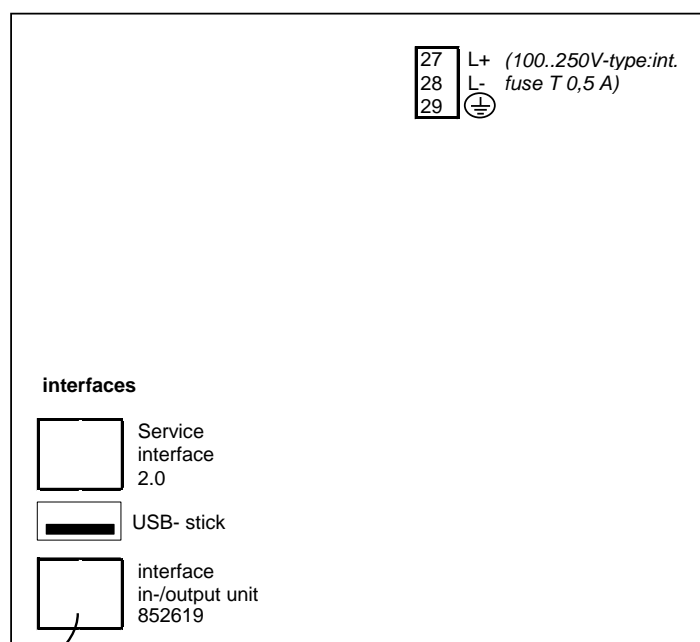 27 L+ (100..250V-type:int.
28 L- fuse T 0,5 A)
29
interfaces
Service
interface
2.0
USB- stick
interface
in-/output unit
852619